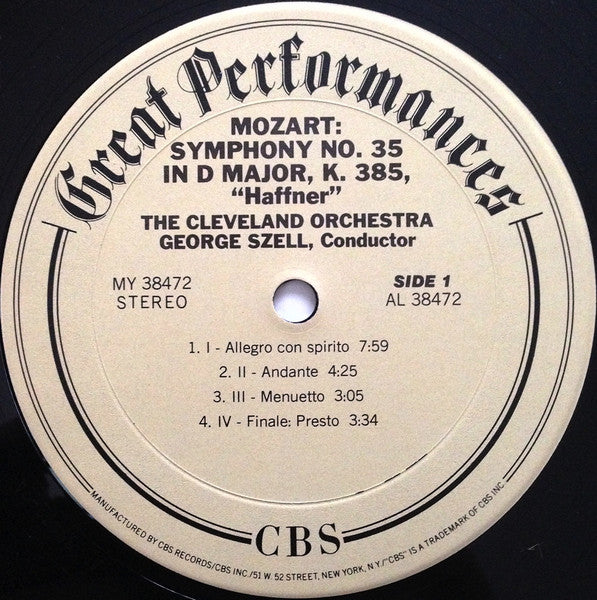 Great Performances
MOZART:
SYMPHONY NO. 35
IN D MAJOR, K. 385,
“Haffner”
THE CLEVELAND ORCHESTRA
GEORGE SZELL, Conductor
MY 38472
STEREO
SIDE 1
AL 38472
1. I - Allegro con spirito 7:59
2. II - Andante 4:25
3. III - Menuetto 3:05
4. IV - Finale: Presto 3:34
CBS
MANUFACTURED BY CBS RECORDS/CBS INC./51 W. 52 STREET, NEW YORK, N.Y./“CBS” IS A TRADEMARK OF CBS INC.